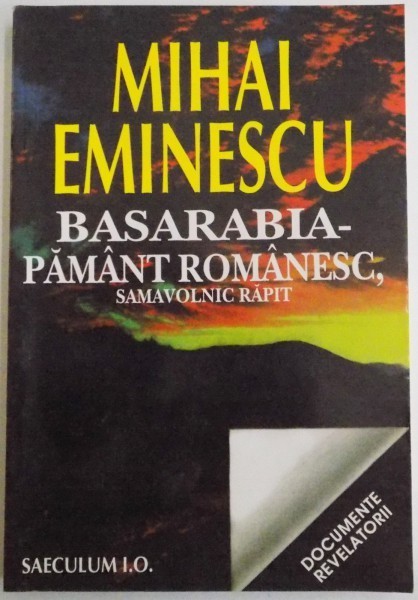 MIHAI
EMINESCU
BASARABIA-
PĂMÂNT ROMÂNESC,
SAMAVOLNIC RĂPIT
DOCUMENTE
REVELATORII
SAECULUM I.O.